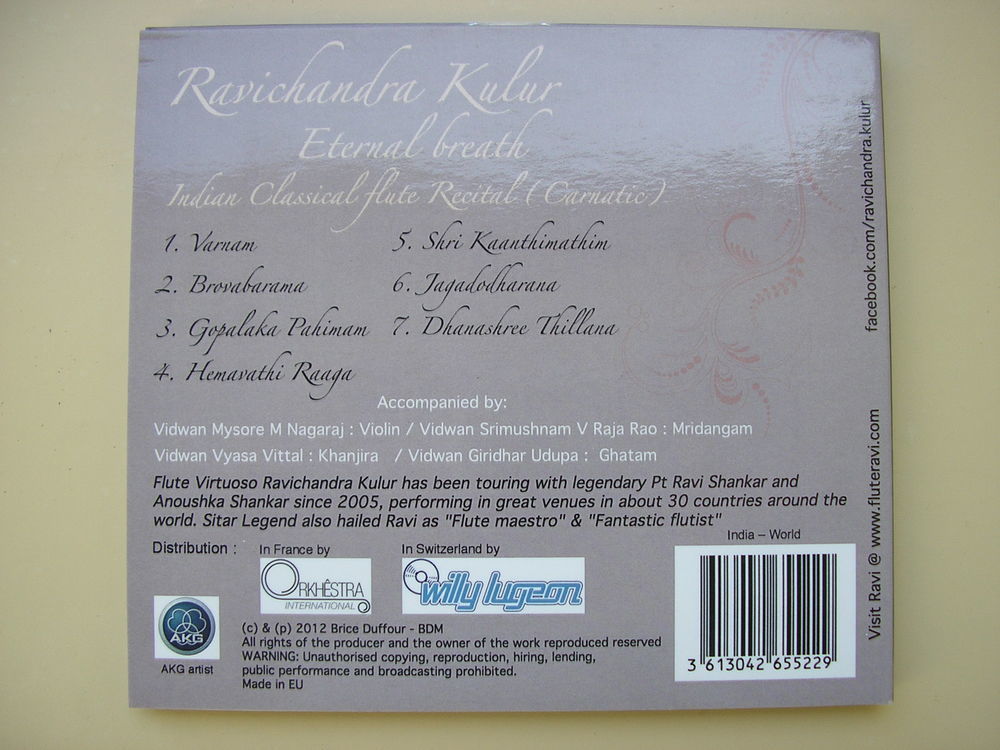 Ravichandra Kulur
Eternal breath
Indian Classical flute Recital (Carnatic)
1. Varnam
2. Brovabarama
3. Gopalaka Pahimam
4. Hemavathi Raaga
5. Shri Kaanthimathim
6. Jagadodharana
7. Dhanashree Thillana
Accompanied by:
Vidwan Mysore M Nagaraj : Violin / Vidwan Srimushnam V Raja Rao : Mridangam
Vidwan Vyasa Vittal : Khanjira / Vidwan Giridhar Udupa : Ghatam
Flute Virtuoso Ravichandra Kulur has been touring with legendary Pt Ravi Shankar and
Anoushka Shankar since 2005, performing in great venues in about 30 countries around the
world. Sitar Legend also hailed Ravi as "Flute maestro" & "Fantastic flutist"
Distribution :
In France by
ORKHÊSTRA
INTERNATIONAL
In Switzerland by
willy lugeon
India – World
3 613042 655229
AKG
AKG artist
(c) & (p) 2012 Brice Duffour - BDM
All rights of the producer and the owner of the work reproduced reserved
WARNING: Unauthorised copying, reproduction, hiring, lending,
public performance and broadcasting prohibited.
Made in EU
facebook.com/ravichandra.kulur
Visit Ravi @ www.fluteravi.com